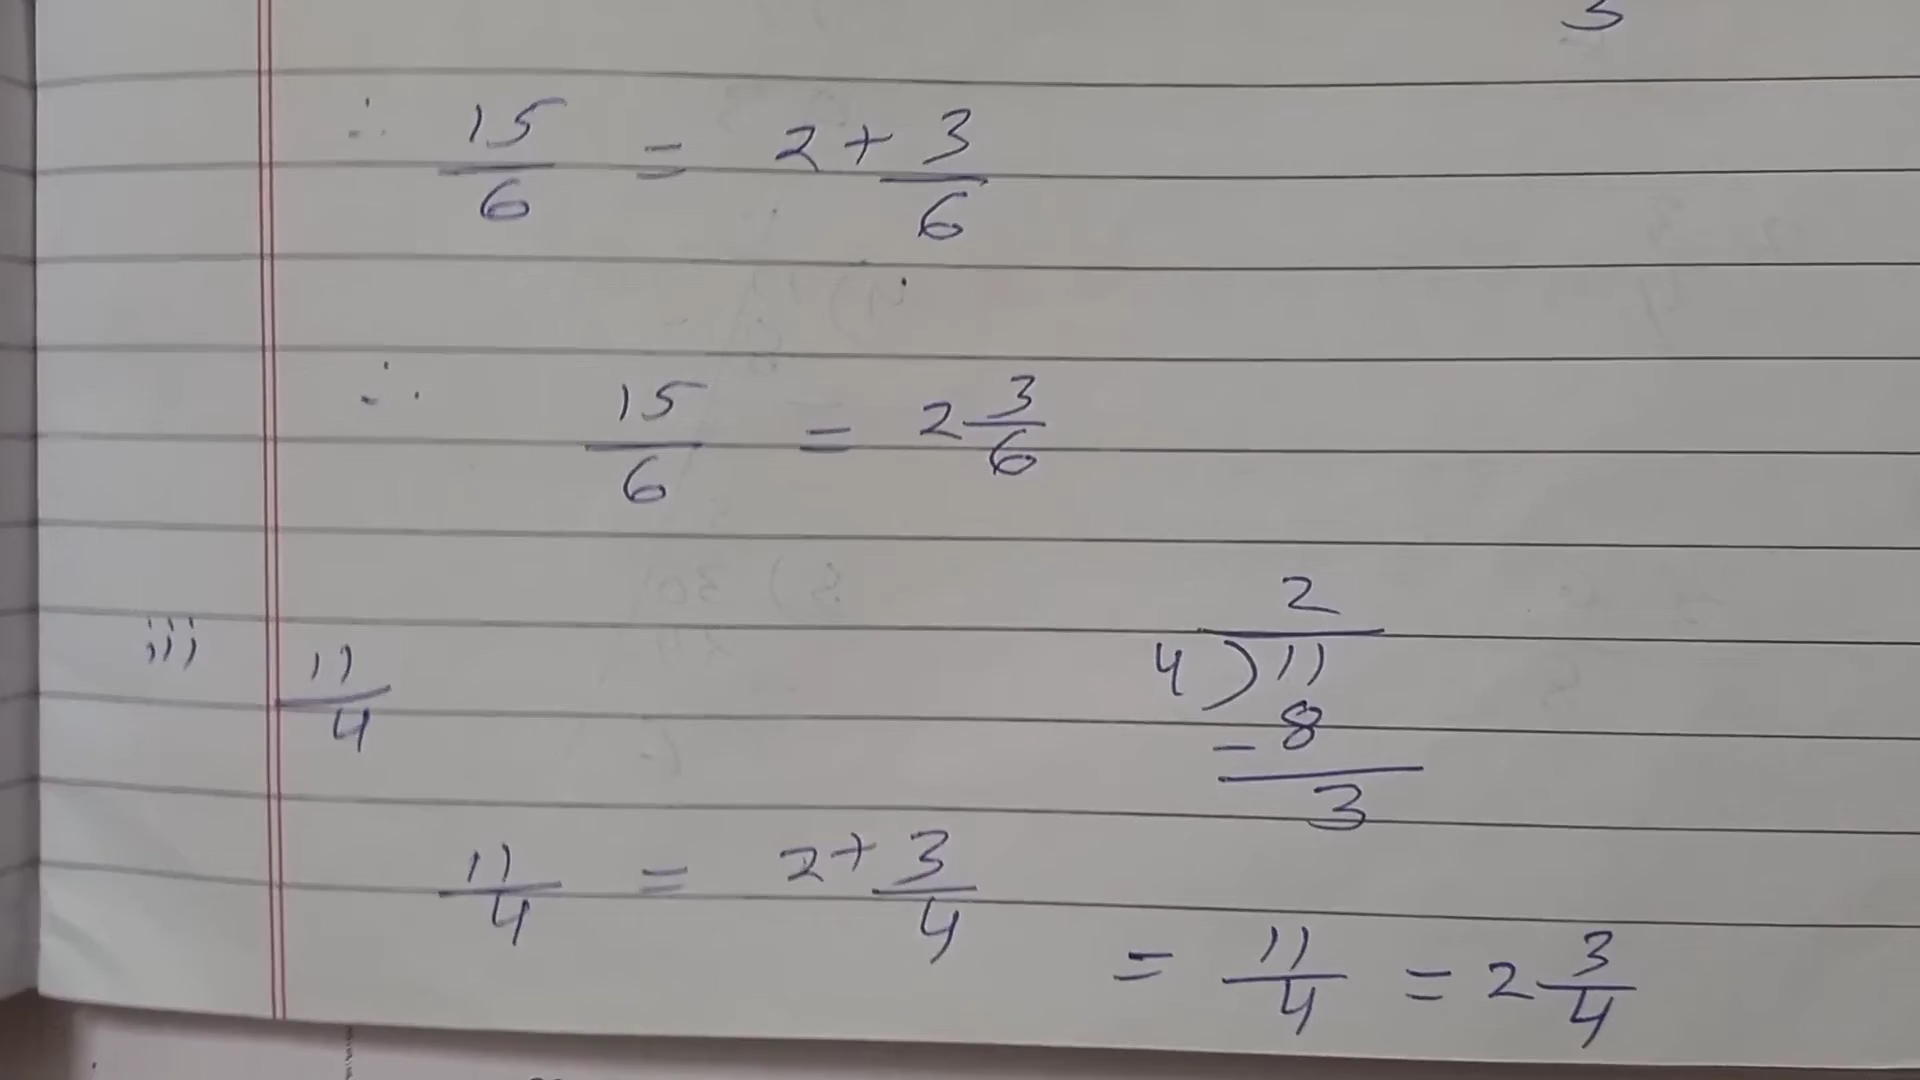 3
∴ 15/6 = 2 + 3/6
∴ 15/6 = 2 3/6
iii) 11/4
2
4 ) 11
- 8
3
11/4 = 2 + 3/4
= 11/4 = 2 3/4